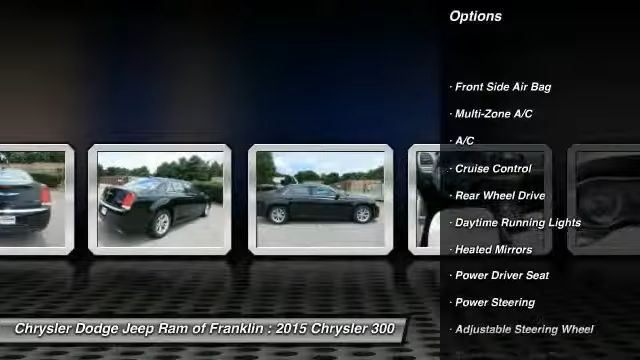 Options
· Front Side Air Bag
· Multi-Zone A/C
· A/C
· Cruise Control
· Rear Wheel Drive
· Daytime Running Lights
· Heated Mirrors
· Power Driver Seat
· Power Steering
· Adjustable Steering Wheel
Chrysler Dodge Jeep Ram of Franklin : 2015 Chrysler 300